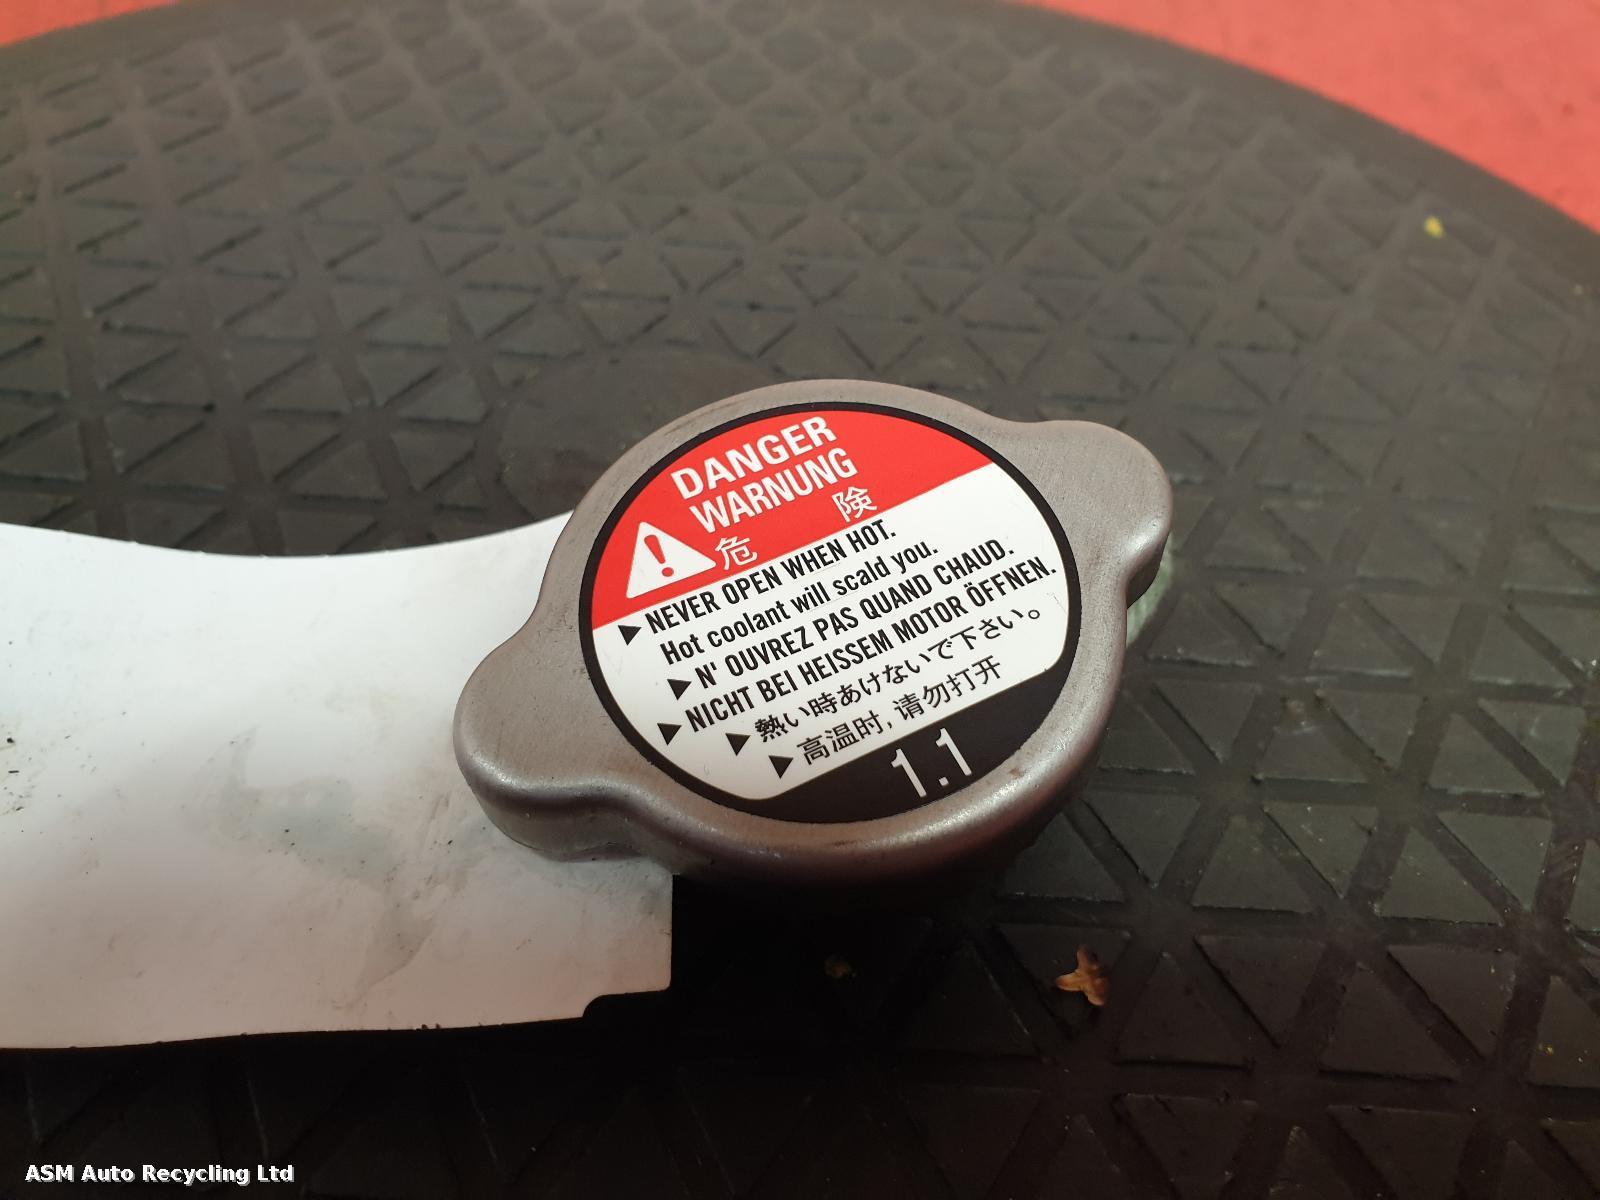 DANGER
WARNUNG
危 険
▶ NEVER OPEN WHEN HOT.
Hot coolant will scald you.
▶ N' OUVREZ PAS QUAND CHAUD.
▶ NICHT BEI HEISSEM MOTOR ÖFFNEN.
▶ 熱い時あけないで下さい。
▶ 高温时, 请勿打开
1.1
ASM Auto Recycling Ltd